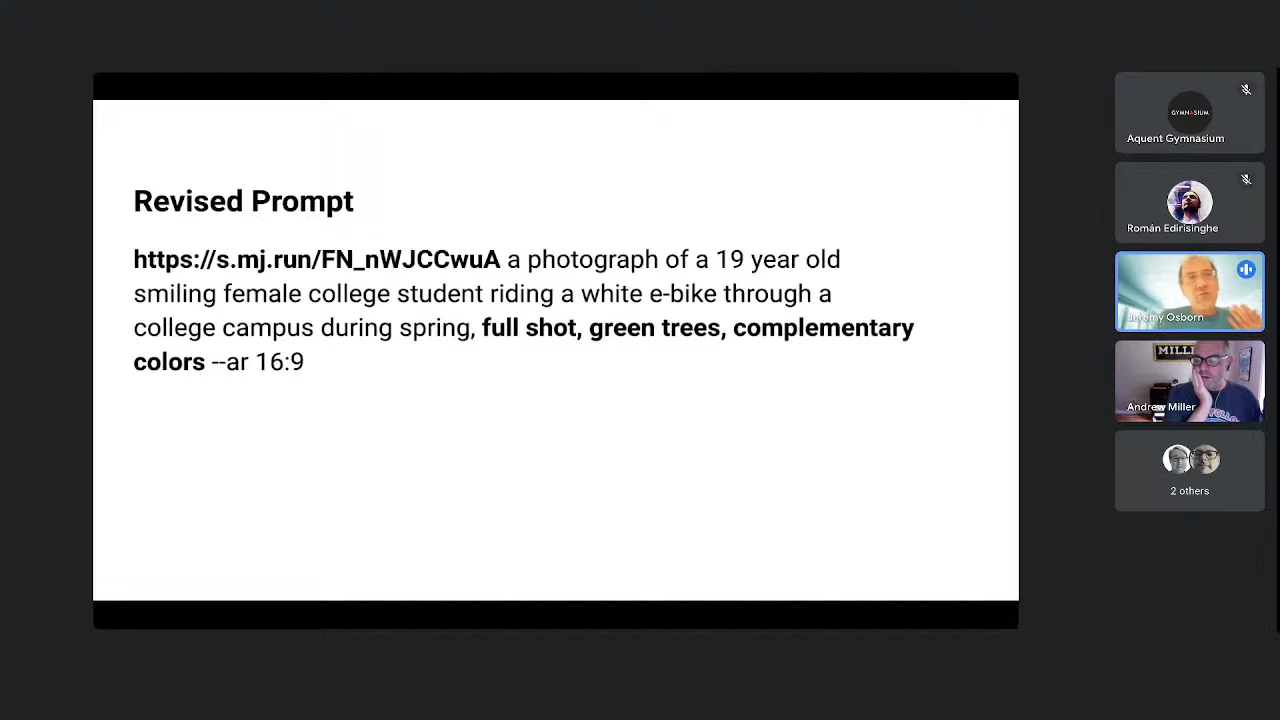 Revised Prompt
https://s.mj.run/FN_nWJCCwuA a photograph of a 19 year old
smiling female college student riding a white e-bike through a
college campus during spring, full shot, green trees, complementary
colors --ar 16:9
GYMNASIUM
Aquent Gymnasium
Román Edirisinghe
Jeremy Osborn
MILL
Andrew Miller
2 others